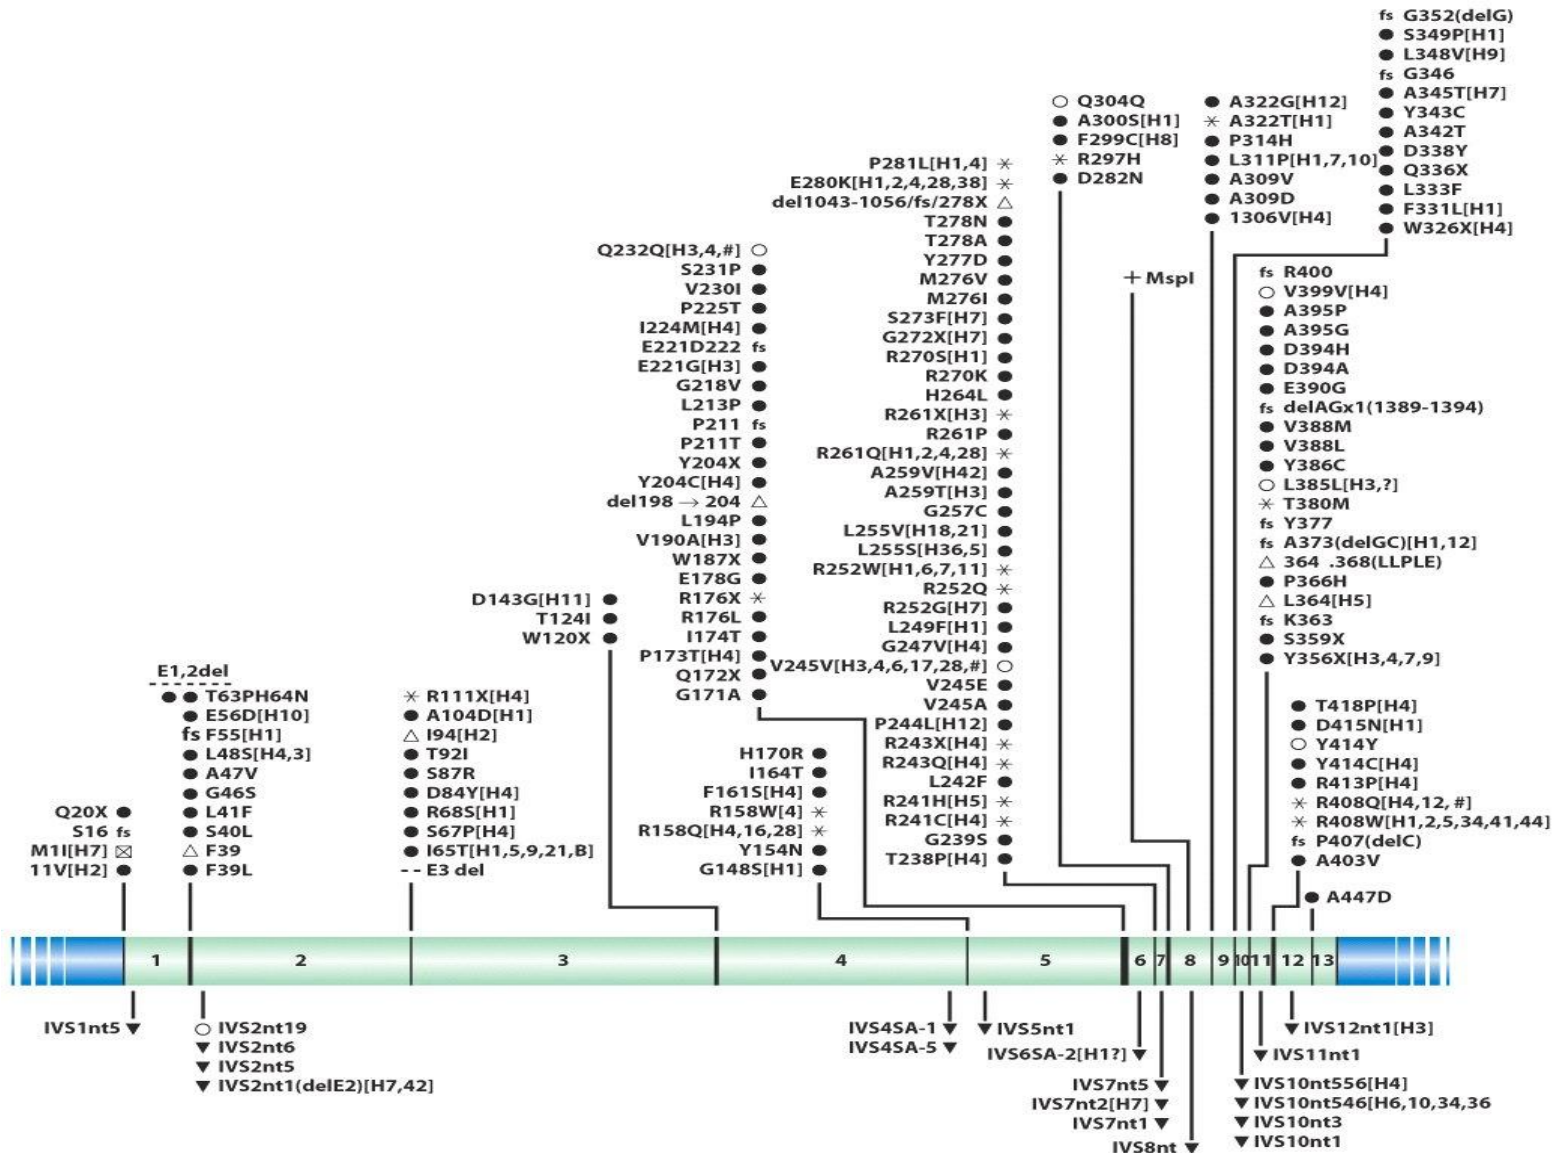 fs G352(delG)
● S349P[H1]
● L348V[H9]
fs G346
● A345T[H7]
● Y343C
● A342T
● D338Y
● Q336X
● L333F
● F331L[H1]
● W326X[H4]
○ Q304Q
● A300S[H1]
● F299C[H8]
✳ R297H
● D282N
● A322G[H12]
✳ A322T[H1]
● P314H
● L311P[H1,7,10]
● A309V
● A309D
● 1306V[H4]
P281L[H1,4] ✳
E280K[H1,2,4,28,38] ✳
del1043-1056/fs/278X △
T278N ●
T278A ●
Y277D ●
M276V ●
M276I ●
S273F[H7] ●
G272X[H7] ●
R270S[H1] ●
R270K ●
H264L ●
R261X[H3] ✳
R261P ●
R261Q[H1,2,4,28] ✳
A259V[H42] ●
A259T[H3] ●
G257C ●
L255V[H18,21] ●
L255S[H36,5] ●
R252W[H1,6,7,11] ✳
R252Q ✳
R252G[H7] ●
L249F[H1] ●
G247V[H4] ●
V245V[H3,4,6,17,28,#] ○
V245E ●
V245A ●
P244L[H12] ●
R243X[H4] ✳
R243Q[H4] ✳
L242F ●
R241H[H5] ✳
R241C[H4] ✳
G239S ●
T238P[H4] ●
Q232Q[H3,4,#] ○
S231P ●
V230I ●
P225T ●
I224M[H4] ●
E221D222 fs
E221G[H3] ●
G218V ●
L213P ●
P211 fs
P211T ●
Y204X ●
Y204C[H4] ●
del198 → 204 △
L194P ●
V190A[H3] ●
W187X ●
E178G ●
R176X ✳
R176L ●
I174T ●
P173T[H4] ●
Q172X ●
G171A ●
+ MspI
fs R400
○ V399V[H4]
● A395P
● A395G
● D394H
● D394A
● E390G
fs delAGx1(1389-1394)
● V388M
● V388L
● Y386C
○ L385L[H3,?]
✳ T380M
fs Y377
fs A373(delGC)[H1,12]
△ 364 .368(LLPLE)
● P366H
△ L364[H5]
fs K363
● S359X
● Y356X[H3,4,7,9]
D143G[H11] ●
T124I ●
W120X ●
E1,2del
● ● T63PH64N
● E56D[H10]
fs F55[H1]
● L48S[H4,3]
● A47V
● G46S
● L41F
● S40L
△ F39
● F39L
✳ R111X[H4]
● A104D[H1]
△ I94[H2]
● T92I
● S87R
● D84Y[H4]
● R68S[H1]
● S67P[H4]
● I65T[H1,5,9,21,B]
-- E3 del
H170R ●
I164T ●
F161S[H4] ●
R158W[4] ✳
R158Q[H4,16,28] ✳
Y154N ●
G148S[H1] ●
● T418P[H4]
● D415N[H1]
○ Y414Y
● Y414C[H4]
● R413P[H4]
✳ R408Q[H4,12, #]
✳ R408W[H1,2,5,34,41,44]
fs P407(delC)
● A403V
● A447D
Q20X ●
S16 fs
M1I[H7] ⊠
11V[H2] ●
1 2 3 4 5 6 7 8 9 10 11 12 13
IVS1nt5 ▼
○ IVS2nt19
▼ IVS2nt6
▼ IVS2nt5
▼ IVS2nt1(delE2)[H7,42]
IVS4SA-1 ▼
IVS4SA-5 ▼
▼ IVS5nt1
IVS6SA-2[H1?] ▼
IVS7nt5 ▼
IVS7nt2[H7] ▼
IVS7nt1 ▼
IVS8nt ▼
▼ IVS12nt1[H3]
▼ IVS11nt1
▼ IVS10nt556[H4]
▼ IVS10nt546[H6,10,34,36
▼ IVS10nt3
▼ IVS10nt1